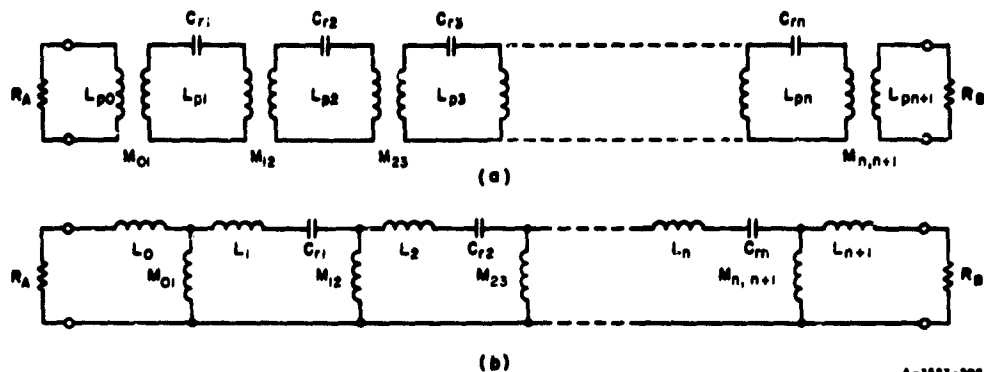 Cr1 Cr2 Cr3 Crn
RA Lp0 Lp1 Lp2 Lp3 Lpn Lpn+1 RB
M01 M12 M23 Mn,n+1
(a)
L0 L1 Cr1 L2 Cr2 Ln Crn Ln+1
RA M01 M12 M23 Mn, n+1 RB
(b)